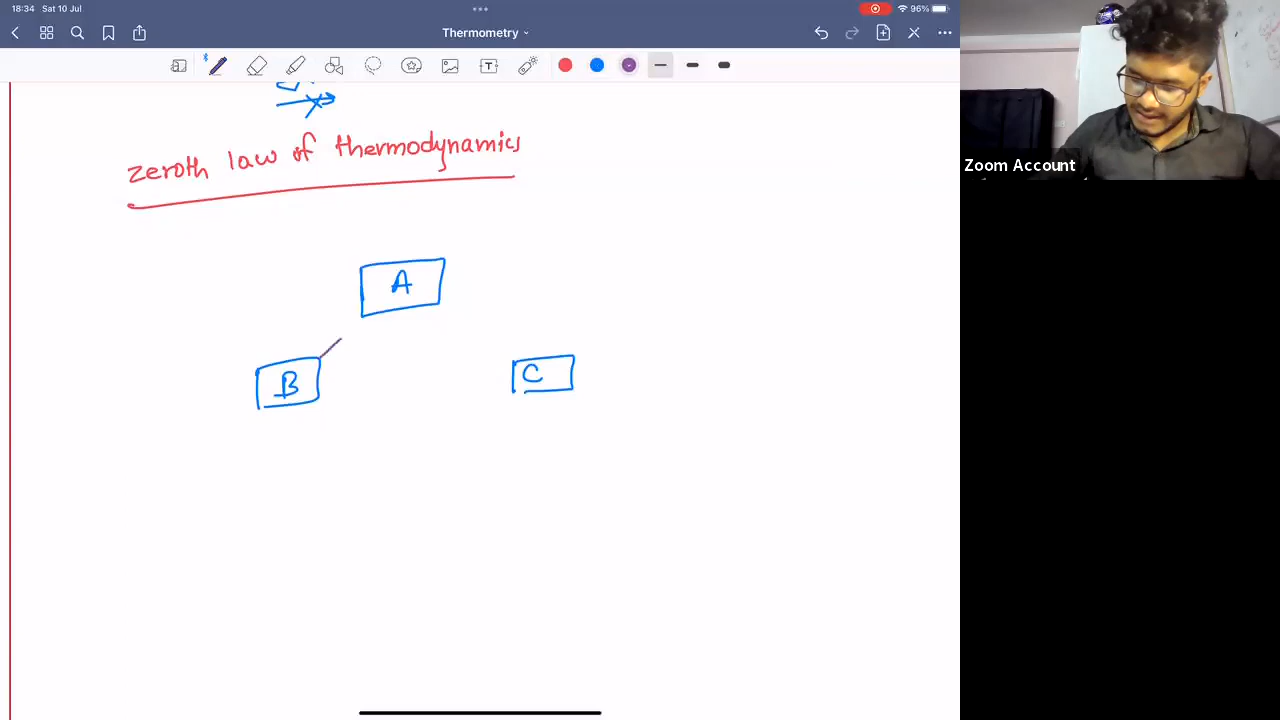 18:34 Sat 10 Jul
96%
Thermometry
zeroth law of thermodynamics
A
B
C
Zoom Account